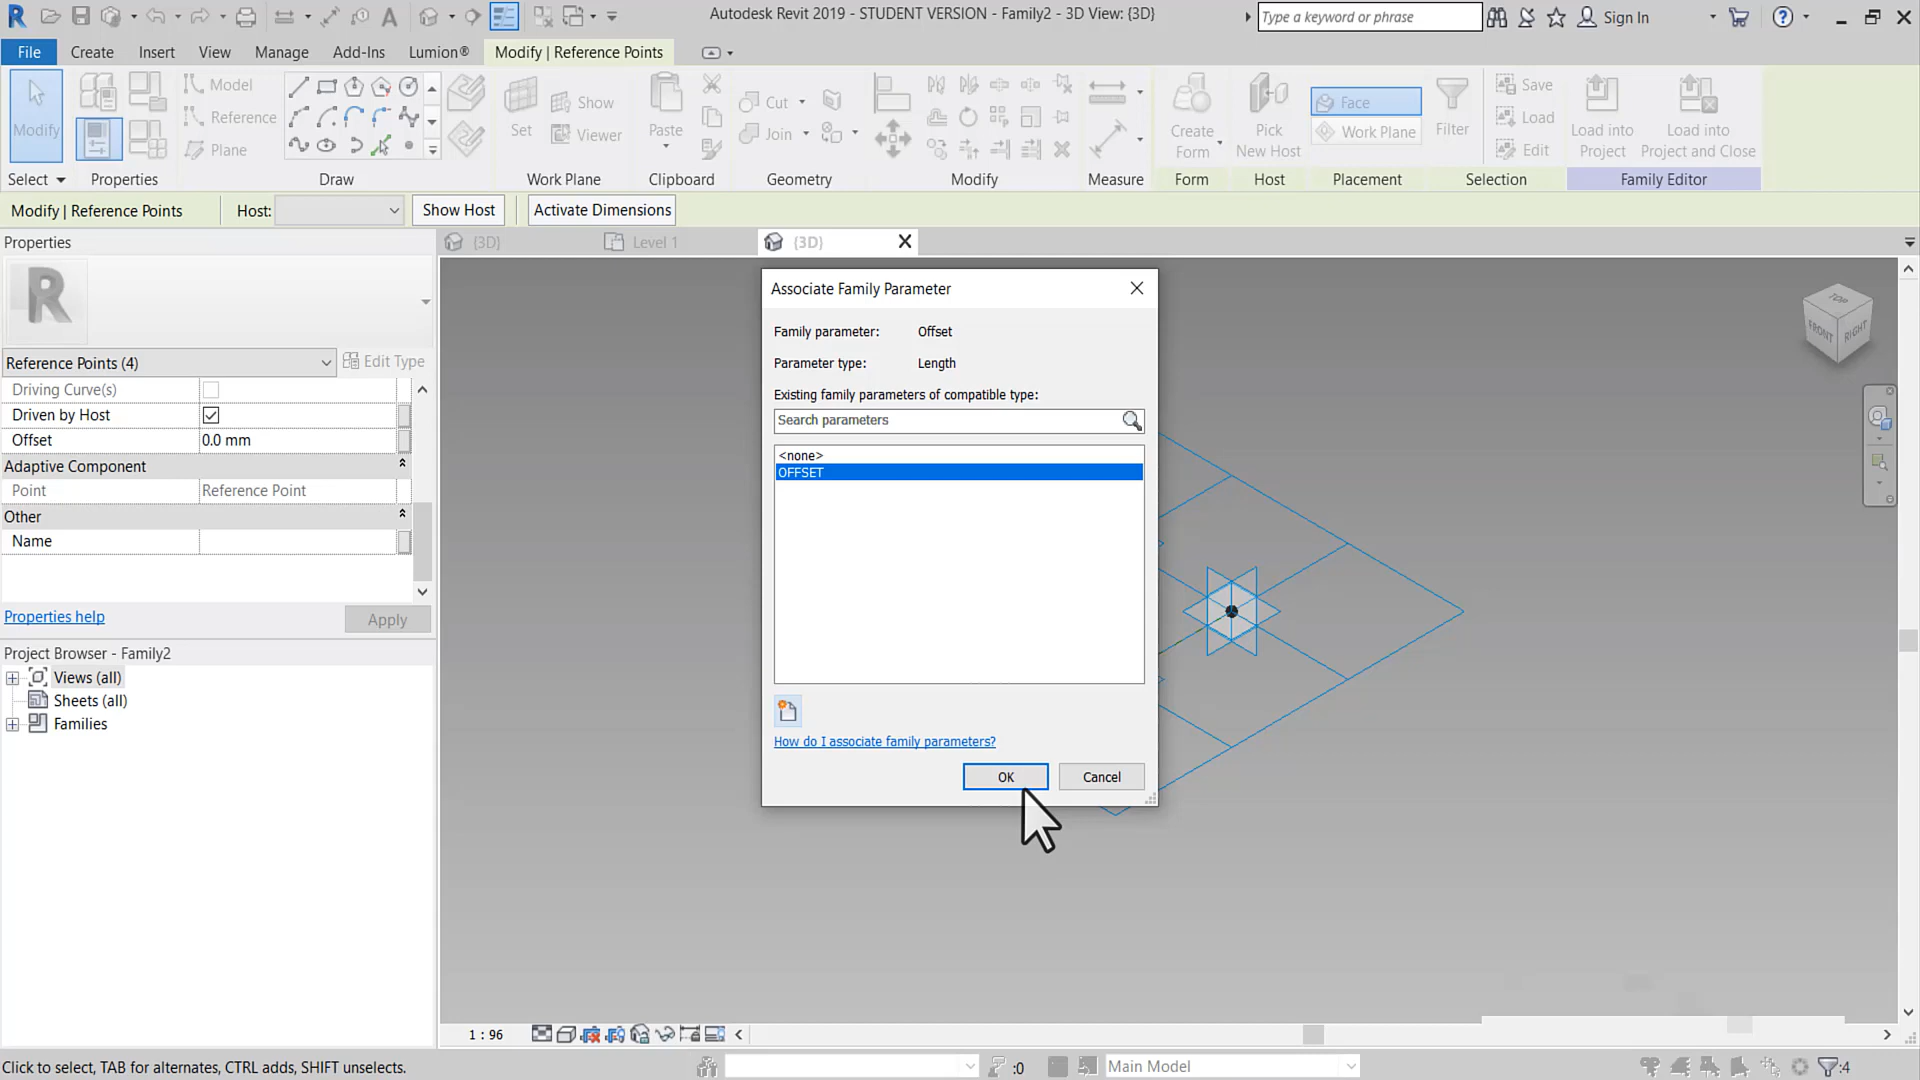 Autodesk Revit 2019 - STUDENT VERSION - Family2 - 3D View: {3D}
Type a keyword or phrase
Sign In
File Create Insert View Manage Add-Ins Lumion® Modify | Reference Points
Modify
Model
Reference
Plane
Set
Show
Viewer
Paste
Cut
Join
Create Form
Pick New Host
Face
Work Plane
Filter
Save
Load
Edit
Load into Project
Load into Project and Close
Select Properties Draw Work Plane Clipboard Geometry Modify Measure Form Host Placement Selection Family Editor
Modify | Reference Points Host: Show Host Activate Dimensions
Properties
{3D} Level 1 {3D}
R
Reference Points (4) Edit Type
Driving Curve(s)
Driven by Host
Offset 0.0 mm
Adaptive Component
Point Reference Point
Other
Name
Properties help Apply
Project Browser - Family2
Views (all)
Sheets (all)
Families
Associate Family Parameter
Family parameter: Offset
Parameter type: Length
Existing family parameters of compatible type:
Search parameters
<none>
OFFSET
How do I associate family parameters?
OK Cancel
TOP
FRONT RIGHT
1 : 96
Click to select, TAB for alternates, CTRL adds, SHIFT unselects.
:0
Main Model
:4